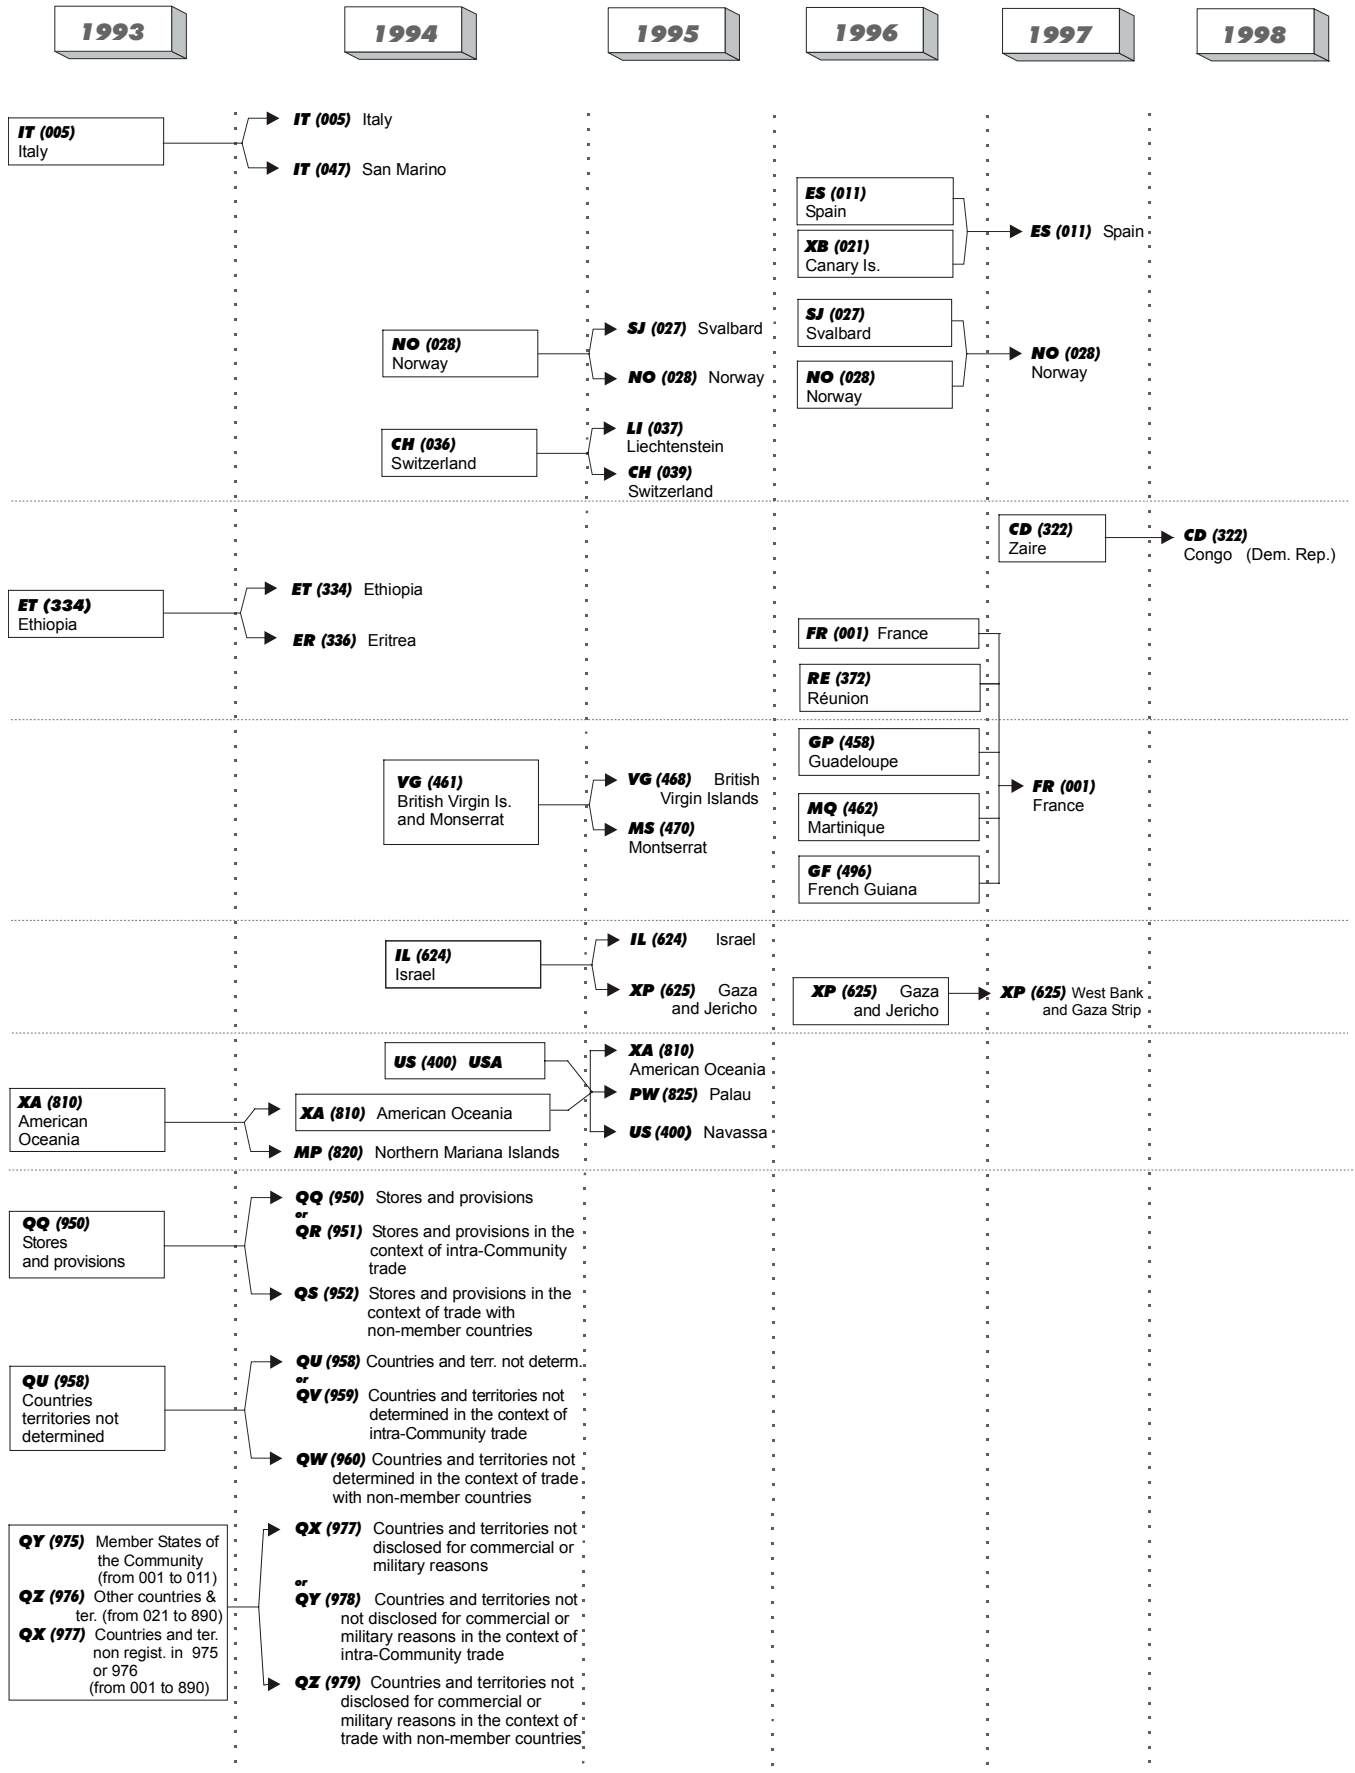 1993
1994
1995
1996
1997
1998
IT (005)
Italy
IT (005) Italy
IT (047) San Marino
ES (011)
Spain
XB (021)
Canary Is.
ES (011) Spain
NO (028)
Norway
SJ (027) Svalbard
NO (028) Norway
SJ (027)
Svalbard
NO (028)
Norway
NO (028)
Norway
CH (036)
Switzerland
LI (037)
Liechtenstein
CH (039)
Switzerland
CD (322)
Zaire
CD (322)
Congo (Dem. Rep.)
ET (334)
Ethiopia
ET (334) Ethiopia
ER (336) Eritrea
FR (001) France
RE (372)
Réunion
GP (458)
Guadeloupe
MQ (462)
Martinique
GF (496)
French Guiana
FR (001)
France
VG (461)
British Virgin Is.
and Monserrat
VG (468) British
Virgin Islands
MS (470)
Montserrat
IL (624)
Israel
IL (624) Israel
XP (625) Gaza
and Jericho
XP (625) Gaza
and Jericho
XP (625) West Bank
and Gaza Strip
US (400) USA
XA (810)
American
Oceania
XA (810) American Oceania
MP (820) Northern Mariana Islands
XA (810)
American Oceania
PW (825) Palau
US (400) Navassa
QQ (950)
Stores
and provisions
QQ (950) Stores and provisions
or
QR (951) Stores and provisions in the
context of intra-Community
trade
QS (952) Stores and provisions in the
context of trade with
non-member countries
QU (958)
Countries
territories not
determined
QU (958) Countries and terr. not determ.
or
QV (959) Countries and territories not
determined in the context of
intra-Community trade
QW (960) Countries and territories not
determined in the context of trade
with non-member countries
QY (975) Member States of
the Community
(from 001 to 011)
QZ (976) Other countries &
ter. (from 021 to 890)
QX (977) Countries and ter.
non regist. in 975
or 976
(from 001 to 890)
QX (977) Countries and territories not
disclosed for commercial or
military reasons
or
QY (978) Countries and territories not
not disclosed for commercial or
military reasons in the context of
intra-Community trade
QZ (979) Countries and territories not
disclosed for commercial or
military reasons in the context of
trade with non-member countries